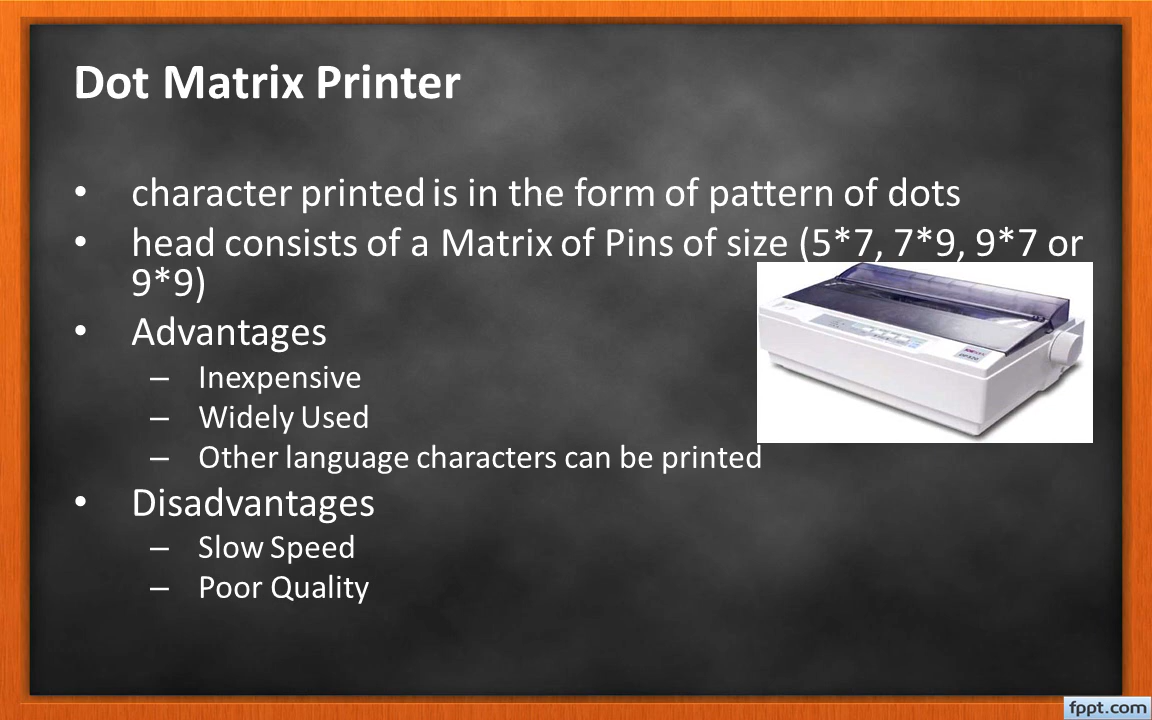 Dot Matrix Printer
• character printed is in the form of pattern of dots
• head consists of a Matrix of Pins of size (5*7, 7*9, 9*7 or
9*9)
• Advantages
– Inexpensive
– Widely Used
– Other language characters can be printed
• Disadvantages
– Slow Speed
– Poor Quality
fppt.com